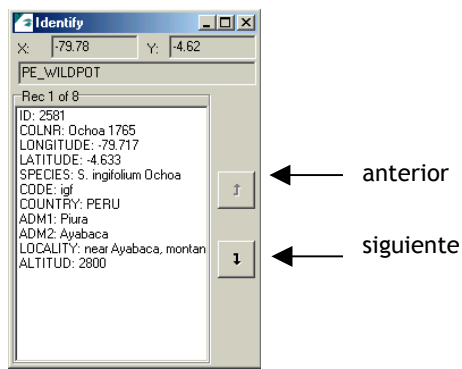 Identify
X: -79.78 Y: -4.62
PE_WILDPOT
Rec 1 of 8
ID: 2581
COLNR: Ochoa 1765
LONGITUDE: -79.717
LATITUDE: -4.633
SPECIES: S. ingifolium Ochoa
CODE: igf
COUNTRY: PERU
ADM1: Piura
ADM2: Ayabaca
LOCALITY: near Ayabaca, montan
ALTITUD: 2800
anterior
siguiente